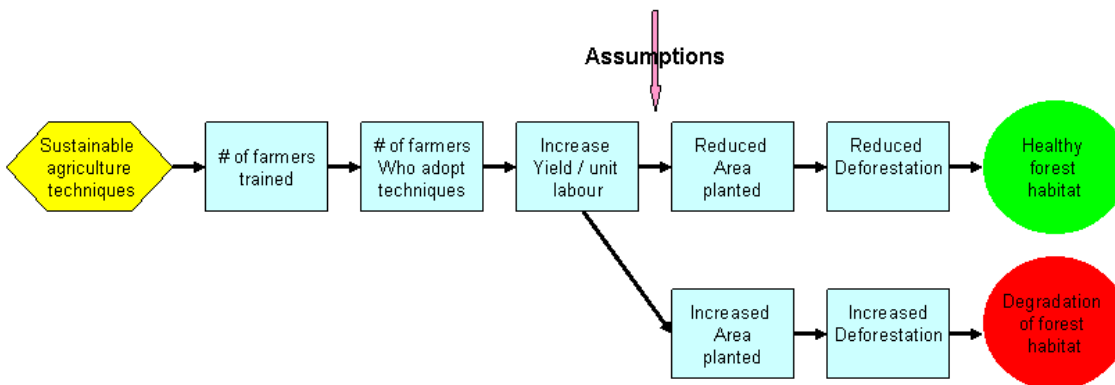 Assumptions
Sustainable
agriculture
techniques
# of farmers
trained
# of farmers
Who adopt
techniques
Increase
Yield / unit
labour
Reduced
Area
planted
Reduced
Deforestation
Healthy
forest
habitat
Increased
Area
planted
Increased
Deforestation
Degradation
of forest
habitat